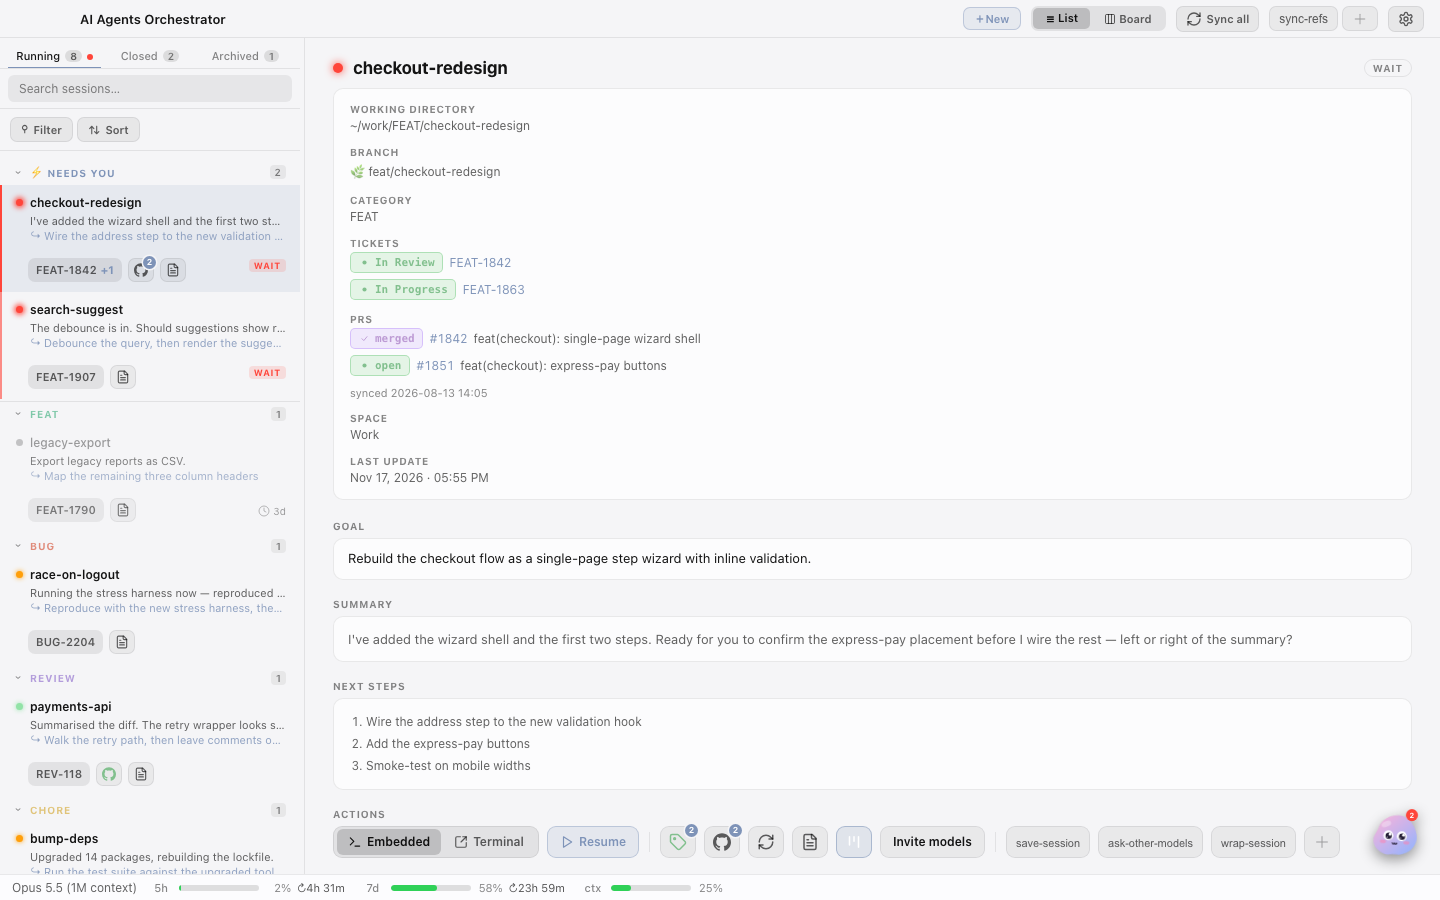 AI Agents Orchestrator
+ New
List
Board
Sync all
sync-refs
+
Running 8
Closed 2
Archived 1
Search sessions...
Filter
Sort
⚡ NEEDS YOU 2
checkout-redesign
I've added the wizard shell and the first two st...
↪ Wire the address step to the new validation ...
FEAT-1842 +1
2
WAIT
search-suggest
The debounce is in. Should suggestions show r...
↪ Debounce the query, then render the sugge...
FEAT-1907
WAIT
FEAT 1
legacy-export
Export legacy reports as CSV.
↪ Map the remaining three column headers
FEAT-1790
3d
BUG 1
race-on-logout
Running the stress harness now — reproduced ...
↪ Reproduce with the new stress harness, the...
BUG-2204
REVIEW 1
payments-api
Summarised the diff. The retry wrapper looks s...
↪ Walk the retry path, then leave comments o...
REV-118
CHORE 1
bump-deps
Upgraded 14 packages, rebuilding the lockfile.
↪ Run the test suite against the upgraded tool
checkout-redesign
WAIT
WORKING DIRECTORY
~/work/FEAT/checkout-redesign
BRANCH
🌿 feat/checkout-redesign
CATEGORY
FEAT
TICKETS
• In Review FEAT-1842
• In Progress FEAT-1863
PRS
✓ merged #1842 feat(checkout): single-page wizard shell
• open #1851 feat(checkout): express-pay buttons
synced 2026-08-13 14:05
SPACE
Work
LAST UPDATE
Nov 17, 2026 · 05:55 PM
GOAL
Rebuild the checkout flow as a single-page step wizard with inline validation.
SUMMARY
I've added the wizard shell and the first two steps. Ready for you to confirm the express-pay placement before I wire the rest — left or right of the summary?
NEXT STEPS
1. Wire the address step to the new validation hook
2. Add the express-pay buttons
3. Smoke-test on mobile widths
ACTIONS
Embedded
Terminal
Resume
2
2
Invite models
save-session
ask-other-models
wrap-session
+
2
Opus 5.5 (1M context) 5h 2% ↻4h 31m 7d 58% ↻23h 59m ctx 25%